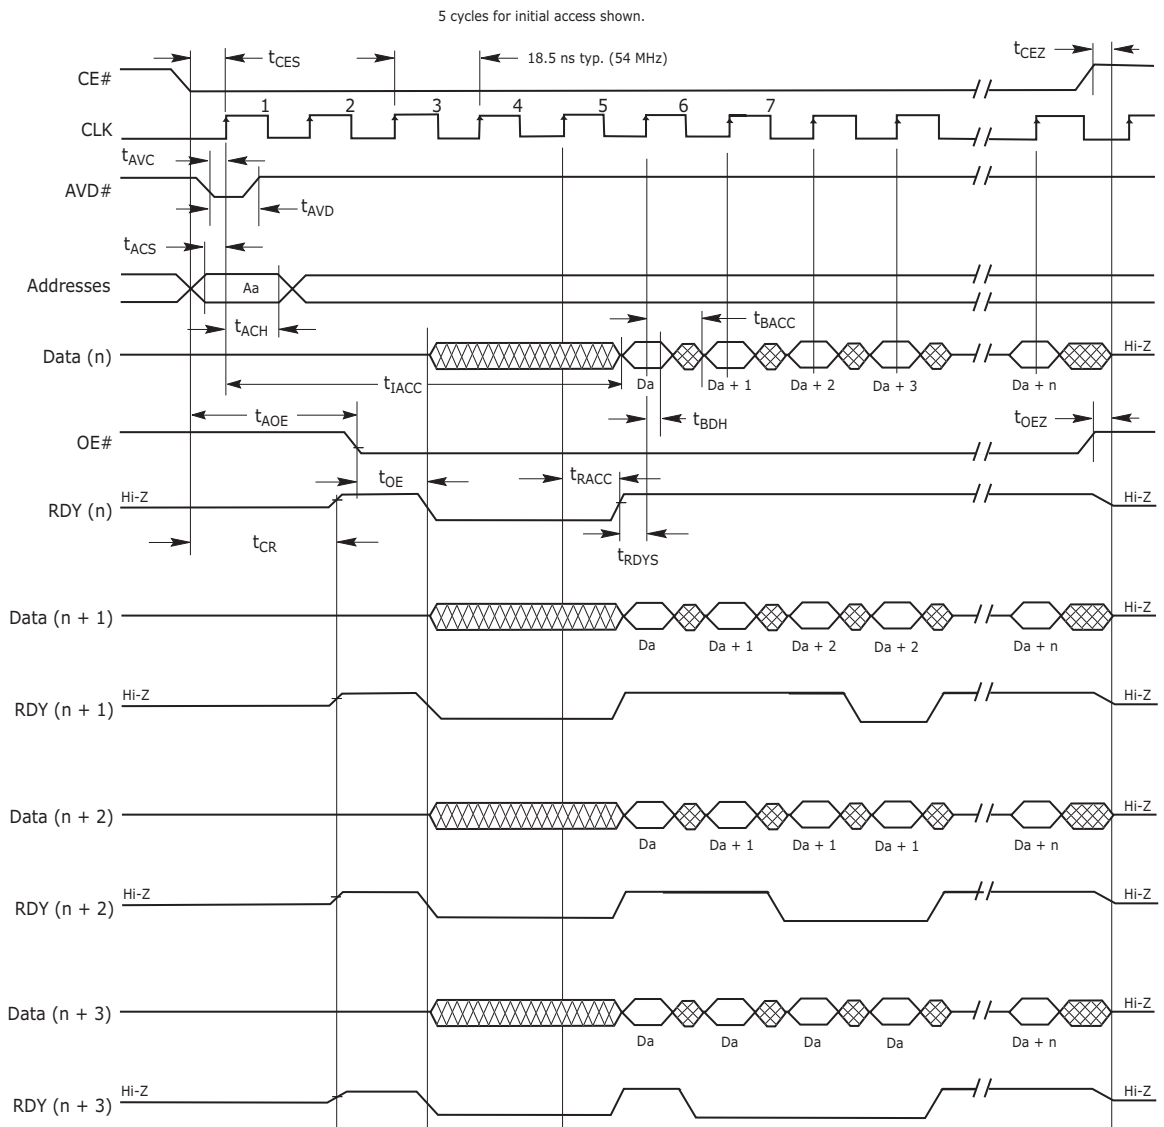 5 cycles for initial access shown.
tCES
18.5 ns typ. (54 MHz)
tCEZ
CE#
1 2 3 4 5 6 7
CLK
tAVC
AVD#
tAVD
tACS
Addresses
Aa
tACH
tBACC
Data (n)
Hi-Z
Da Da + 1 Da + 2 Da + 3 Da + n
tIACC
tAOE
tBDH
tOEZ
OE#
tOE
tRACC
Hi-Z
RDY (n)
Hi-Z
tCR
tRDYS
Data (n + 1)
Hi-Z
Da Da + 1 Da + 2 Da + 2 Da + n
Hi-Z
RDY (n + 1)
Hi-Z
Data (n + 2)
Hi-Z
Da Da + 1 Da + 1 Da + 1 Da + n
Hi-Z
RDY (n + 2)
Hi-Z
Data (n + 3)
Hi-Z
Da Da Da Da Da + n
Hi-Z
RDY (n + 3)
Hi-Z